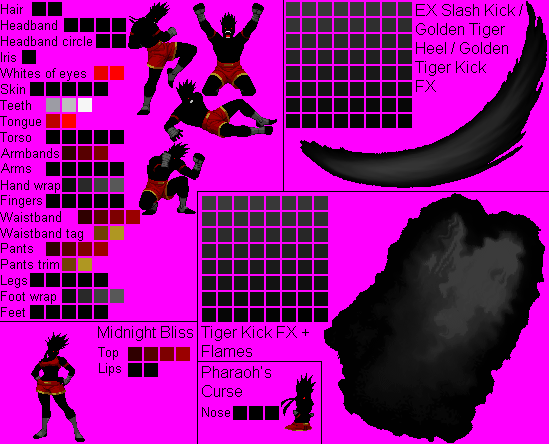 Hair
Headband
Headband circle
Iris
Whites of eyes
Skin
Teeth
Tongue
Torso
Armbands
Arms
Hand wrap
Fingers
Waistband
Waistband tag
Pants
Pants trim
Legs
Foot wrap
Feet
EX Slash Kick /
Golden Tiger
Heel / Golden
Tiger Kick
FX
Midnight Bliss
Top
Lips
Tiger Kick FX +
Flames
Pharaoh's
Curse
Nose